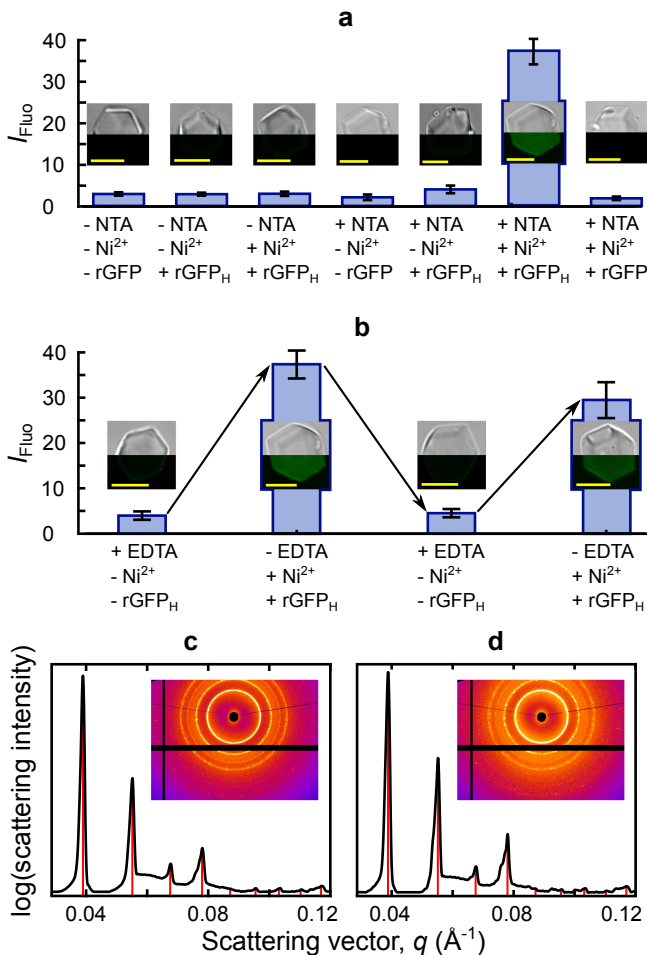 a
I_Fluo
40
30
20
10
0
- NTA - NTA - NTA + NTA + NTA + NTA + NTA
- Ni²⁺ - Ni²⁺ + Ni²⁺ - Ni²⁺ - Ni²⁺ + Ni²⁺ + Ni²⁺
- rGFP + rGFP_H + rGFP_H - rGFP + rGFP_H + rGFP_H + rGFP
b
I_Fluo
40
30
20
10
0
+ EDTA - EDTA + EDTA - EDTA
- Ni²⁺ + Ni²⁺ - Ni²⁺ + Ni²⁺
- rGFP_H + rGFP_H - rGFP_H + rGFP_H
c d
log(scattering intensity)
0.04 0.08 0.12 0.04 0.08 0.12
Scattering vector, q (Å⁻¹)